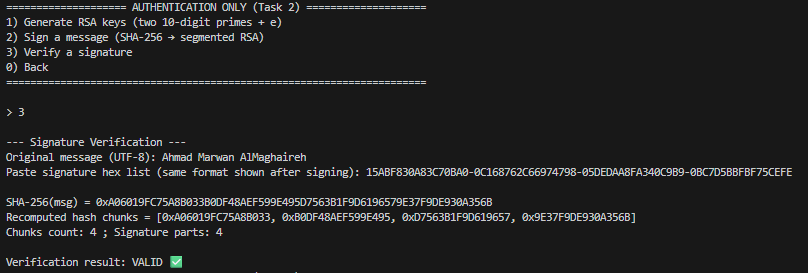 ==================== AUTHENTICATION ONLY (Task 2) ====================
1) Generate RSA keys (two 10-digit primes + e)
2) Sign a message (SHA-256 → segmented RSA)
3) Verify a signature
0) Back
======================================================================
> 3
--- Signature Verification ---
Original message (UTF-8): Ahmad Marwan AlMaghaireh
Paste signature hex list (same format shown after signing): 15ABF830A83C70BA0-0C168762C66974798-05DEDAA8FA340C9B9-0BC7D5BBFBF75CEFE
SHA-256(msg) = 0xA06019FC75A8B033B0DF48AEF599E495D7563B1F9D6196579E37F9DE930A356B
Recomputed hash chunks = [0xA06019FC75A8B033, 0xB0DF48AEF599E495, 0xD7563B1F9D619657, 0x9E37F9DE930A356B]
Chunks count: 4 ; Signature parts: 4
Verification result: VALID ✅